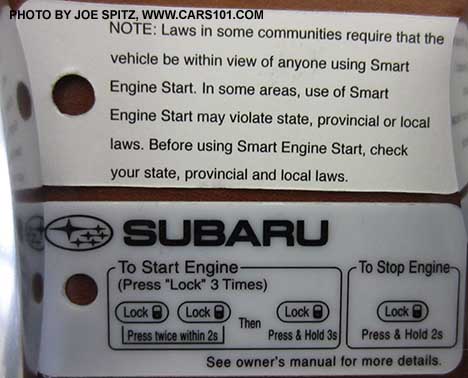 PHOTO BY JOE SPITZ, WWW.CARS101.COM
NOTE: Laws in some communities require that the
vehicle be within view of anyone using Smart
Engine Start. In some areas, use of Smart
Engine Start may violate state, provincial or local
laws. Before using Smart Engine Start, check
your state, provincial and local laws.
SUBARU
To Start Engine
(Press "Lock" 3 Times)
Lock Lock Then Lock
Press twice within 2s Press & Hold 3s
To Stop Engine
Lock
Press & Hold 2s
See owner's manual for more details.